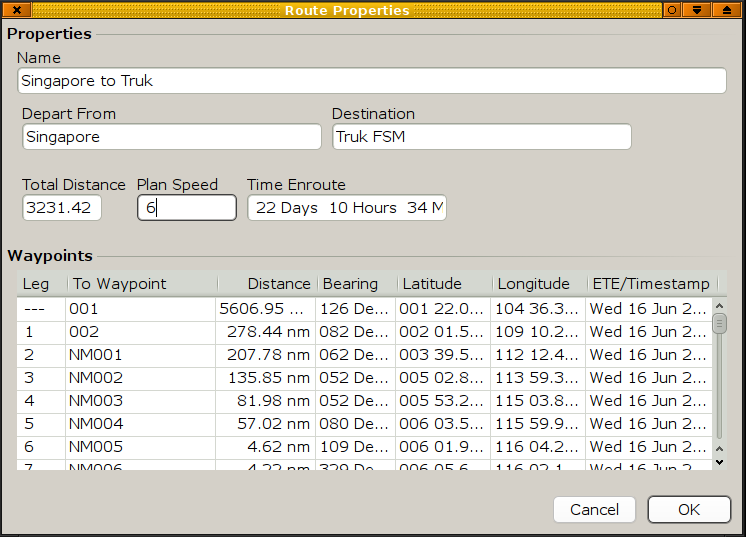 Route Properties
Properties
Name
Singapore to Truk
Depart From Destination
Singapore Truk FSM
Total Distance Plan Speed Time Enroute
3231.42 6 22 Days 10 Hours 34 M
Waypoints
Leg To Waypoint Distance Bearing Latitude Longitude ETE/Timestamp
--- 001 5606.95 ... 126 De... 001 22.0... 104 36.3... Wed 16 Jun 2...
1 002 278.44 nm 082 De... 002 01.5... 109 10.2... Wed 16 Jun 2...
2 NM001 207.78 nm 062 De... 003 39.5... 112 12.4... Wed 16 Jun 2...
3 NM002 135.85 nm 052 De... 005 02.8... 113 59.3... Wed 16 Jun 2...
4 NM003 81.98 nm 052 De... 005 53.2... 115 03.8... Wed 16 Jun 2...
5 NM004 57.02 nm 080 De... 006 03.5... 115 59.9... Wed 16 Jun 2...
6 NM005 4.62 nm 109 De... 006 01.9... 116 04.2... Wed 16 Jun 2...
7 NM006 4.22 nm 329 De... 006 05.6... 116 02.1... Wed 16 Jun 2...
Cancel OK